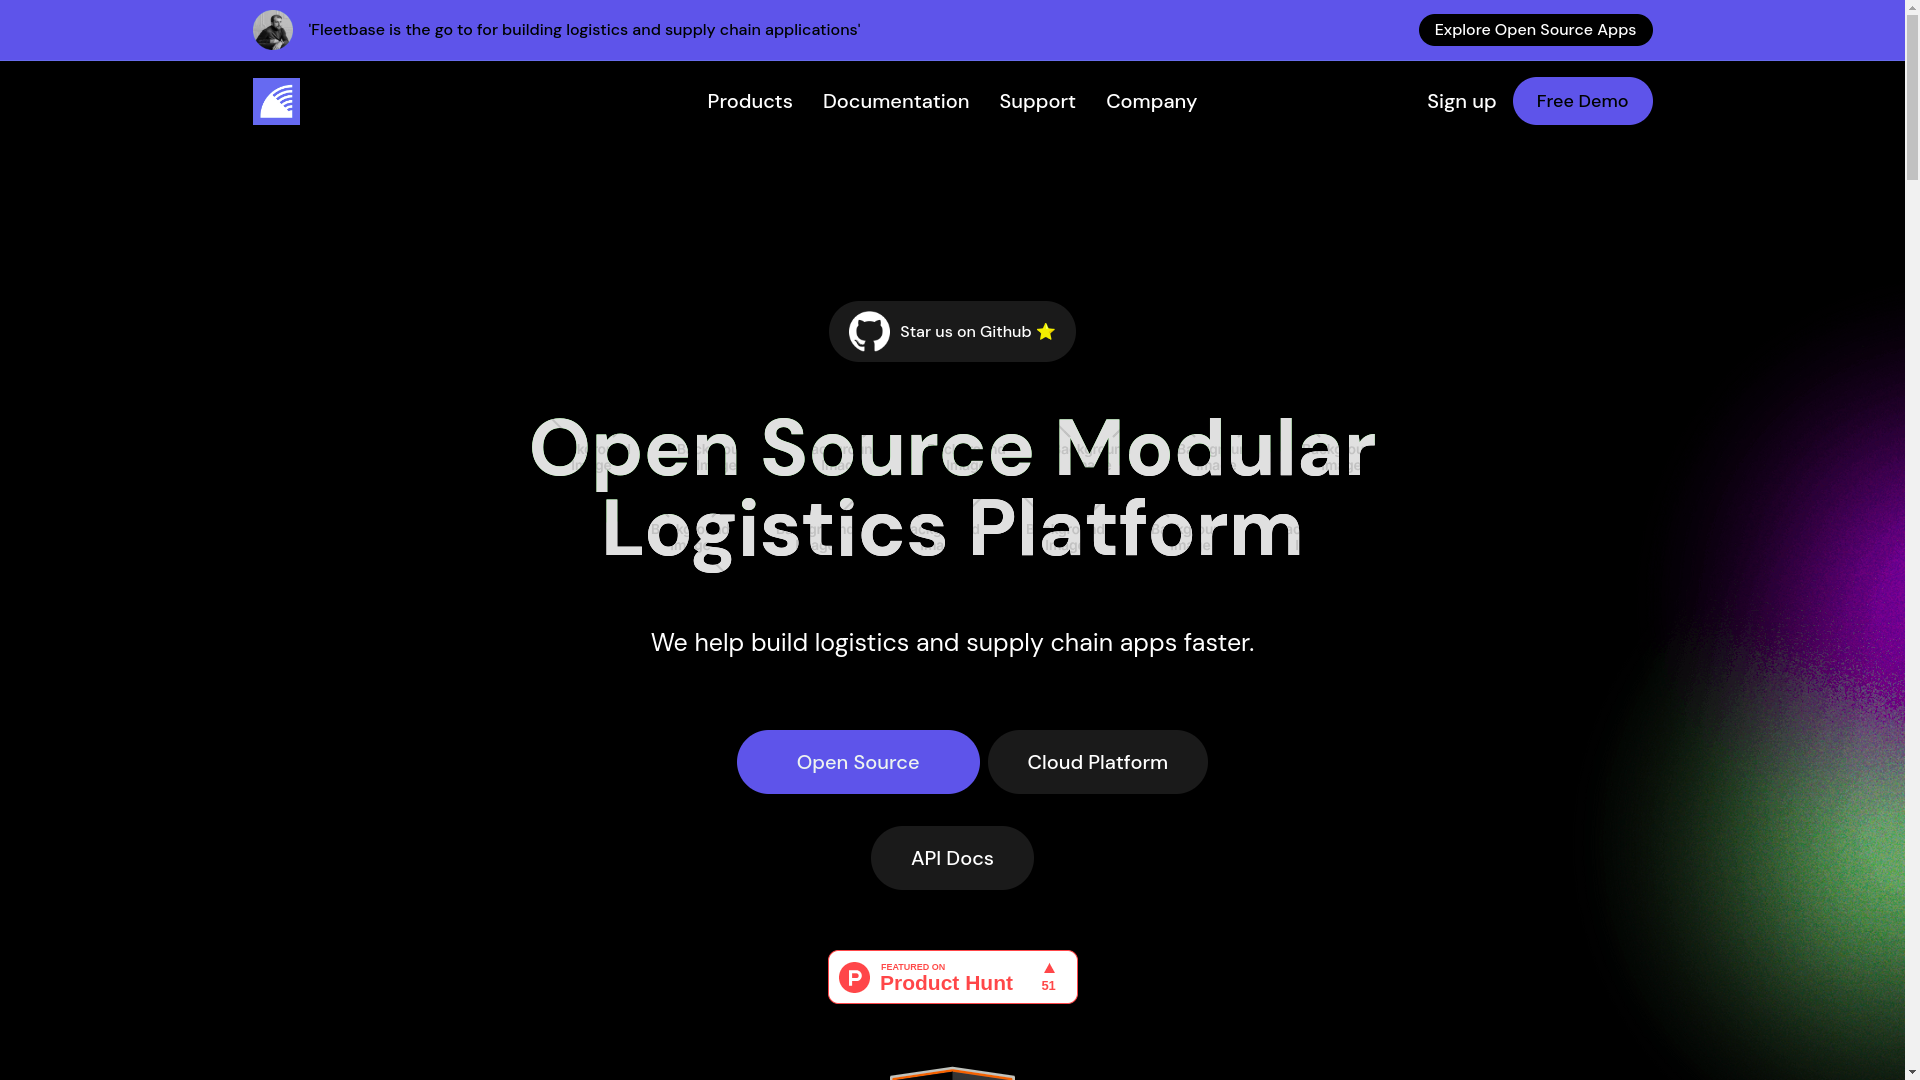 'Fleetbase is the go to for building logistics and supply chain applications'
Explore Open Source Apps
Products
Documentation
Support
Company
Sign up
Free Demo
Star us on Github ⭐
Open Source Modular
Logistics Platform
We help build logistics and supply chain apps faster.
Open Source
Cloud Platform
API Docs
FEATURED ON
Product Hunt
51